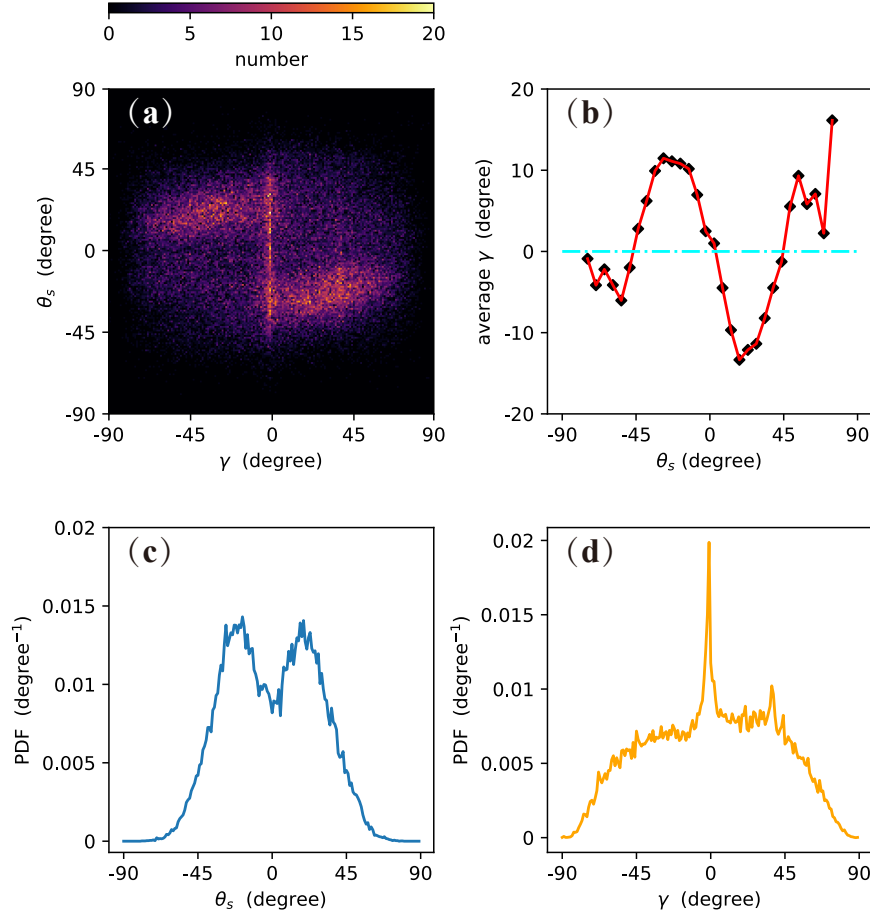 0 5 10 15 20
number
(a)
90
45
0
-45
-90
θs (degree)
-90 -45 0 45 90
γ (degree)
(b)
20
10
0
-10
-20
average γ (degree)
-90 -45 0 45 90
θs (degree)
(c)
0.02
0.015
0.01
0.005
0
PDF (degree⁻¹)
-90 -45 0 45 90
θs (degree)
(d)
0.02
0.015
0.01
0.005
0
PDF (degree⁻¹)
-90 -45 0 45 90
γ (degree)